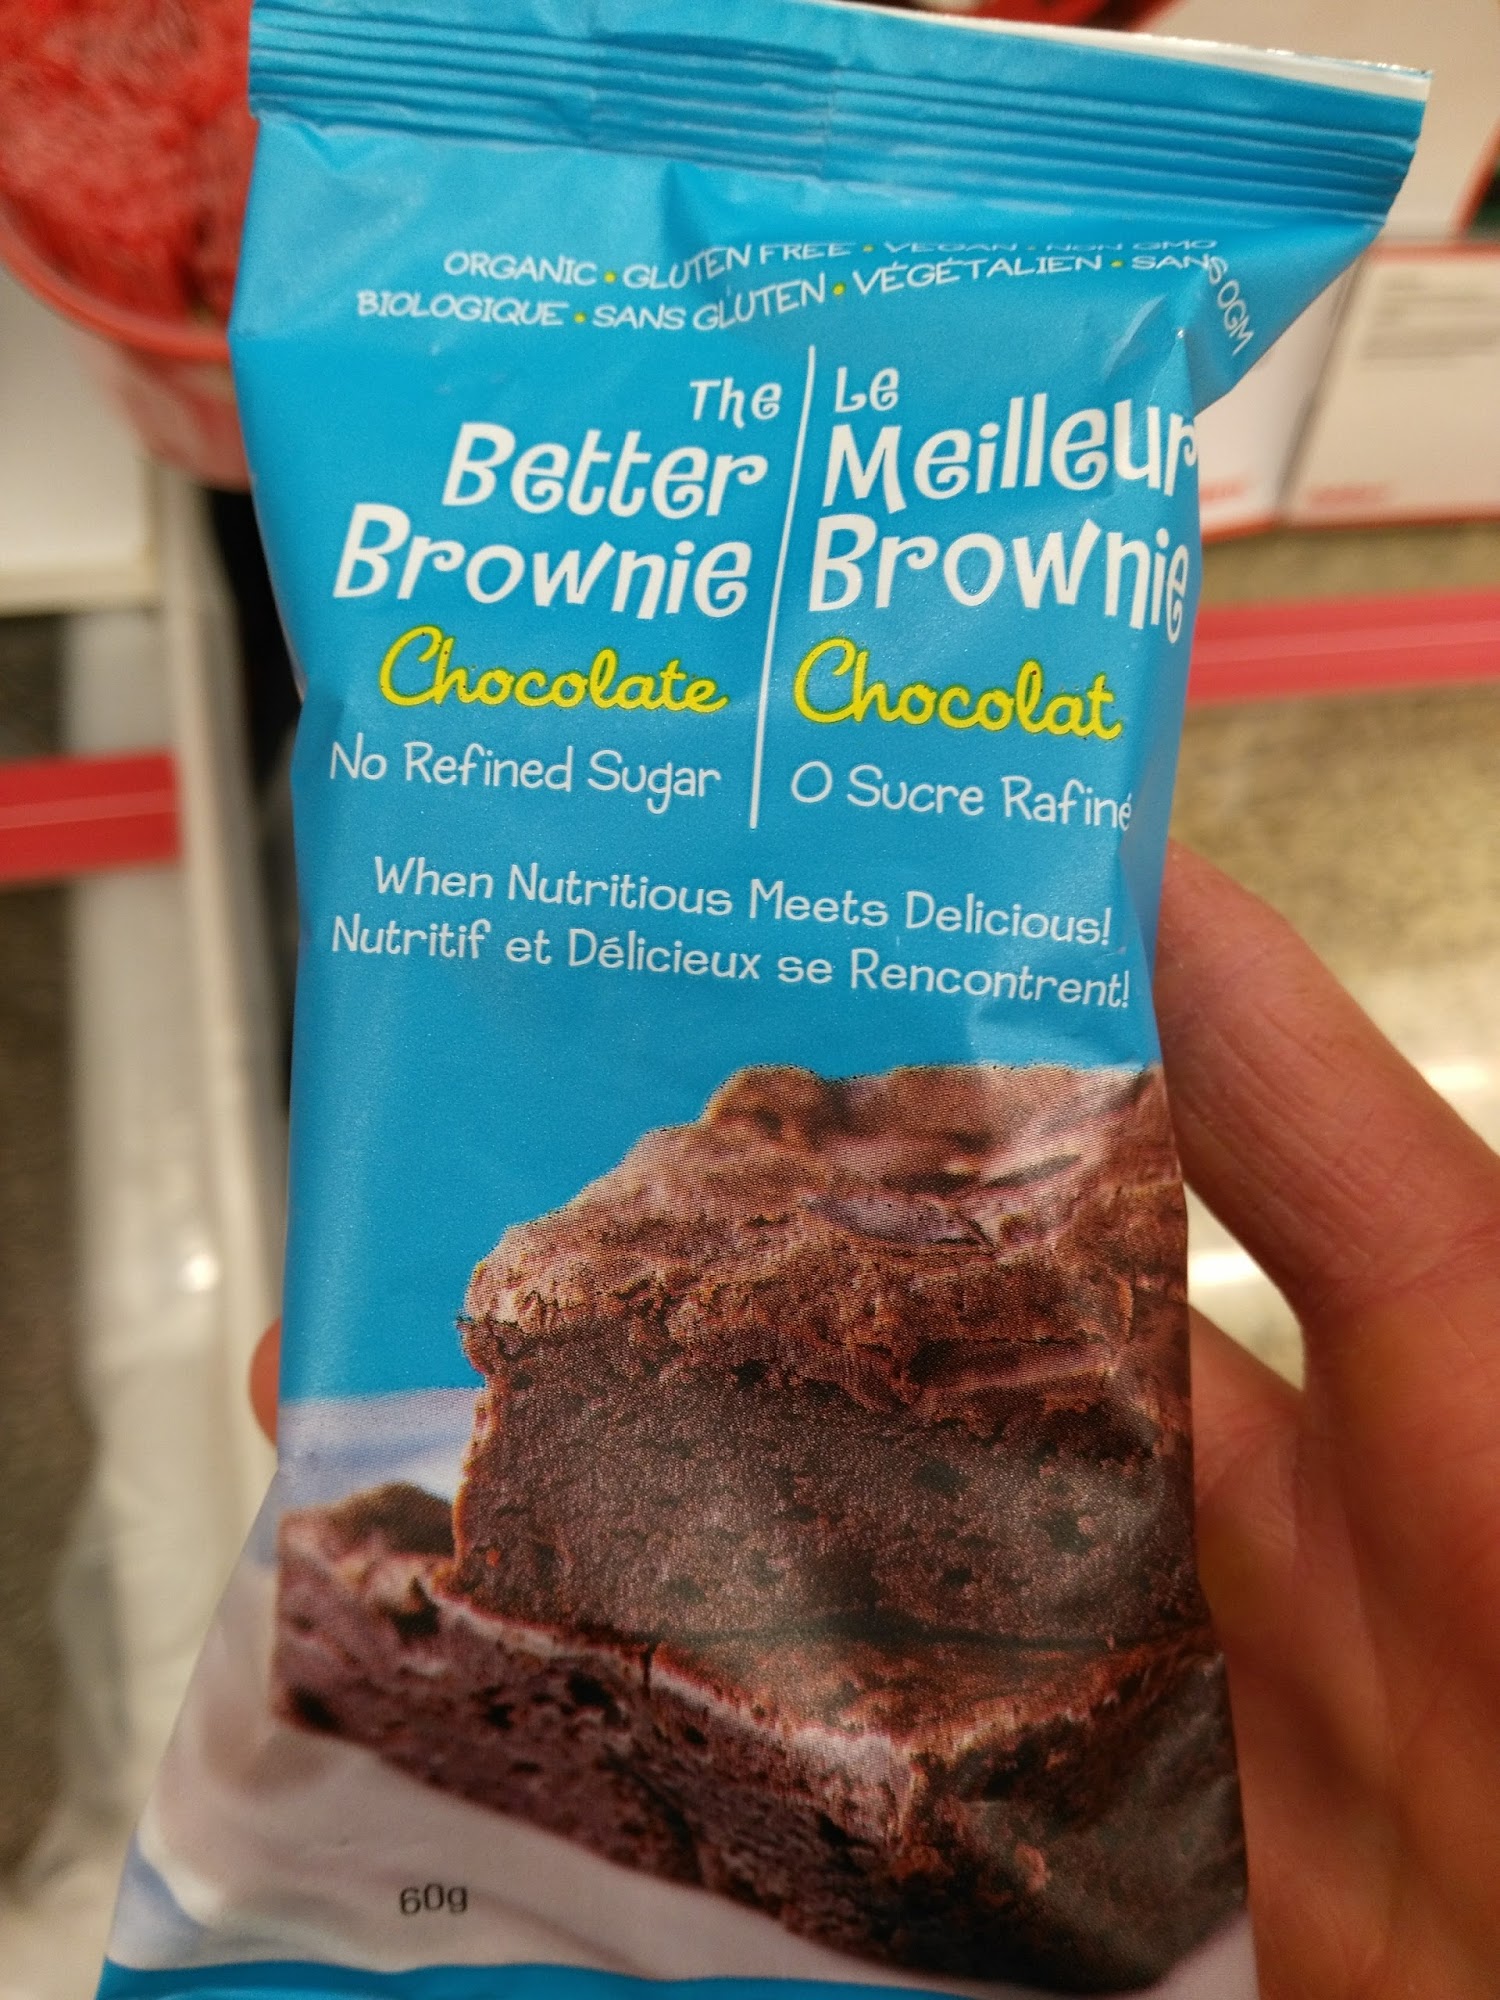 ORGANIC • GLUTEN FREE • VEGAN • NON GMO
BIOLOGIQUE • SANS GLUTEN • VÉGÉTALIEN • SANS OGM
The
Better
Brownie
Chocolate
No Refined Sugar
Le
Meilleur
Brownie
Chocolat
0 Sucre Rafiné
When Nutritious Meets Delicious!
Nutritif et Délicieux se Rencontrent!
60g